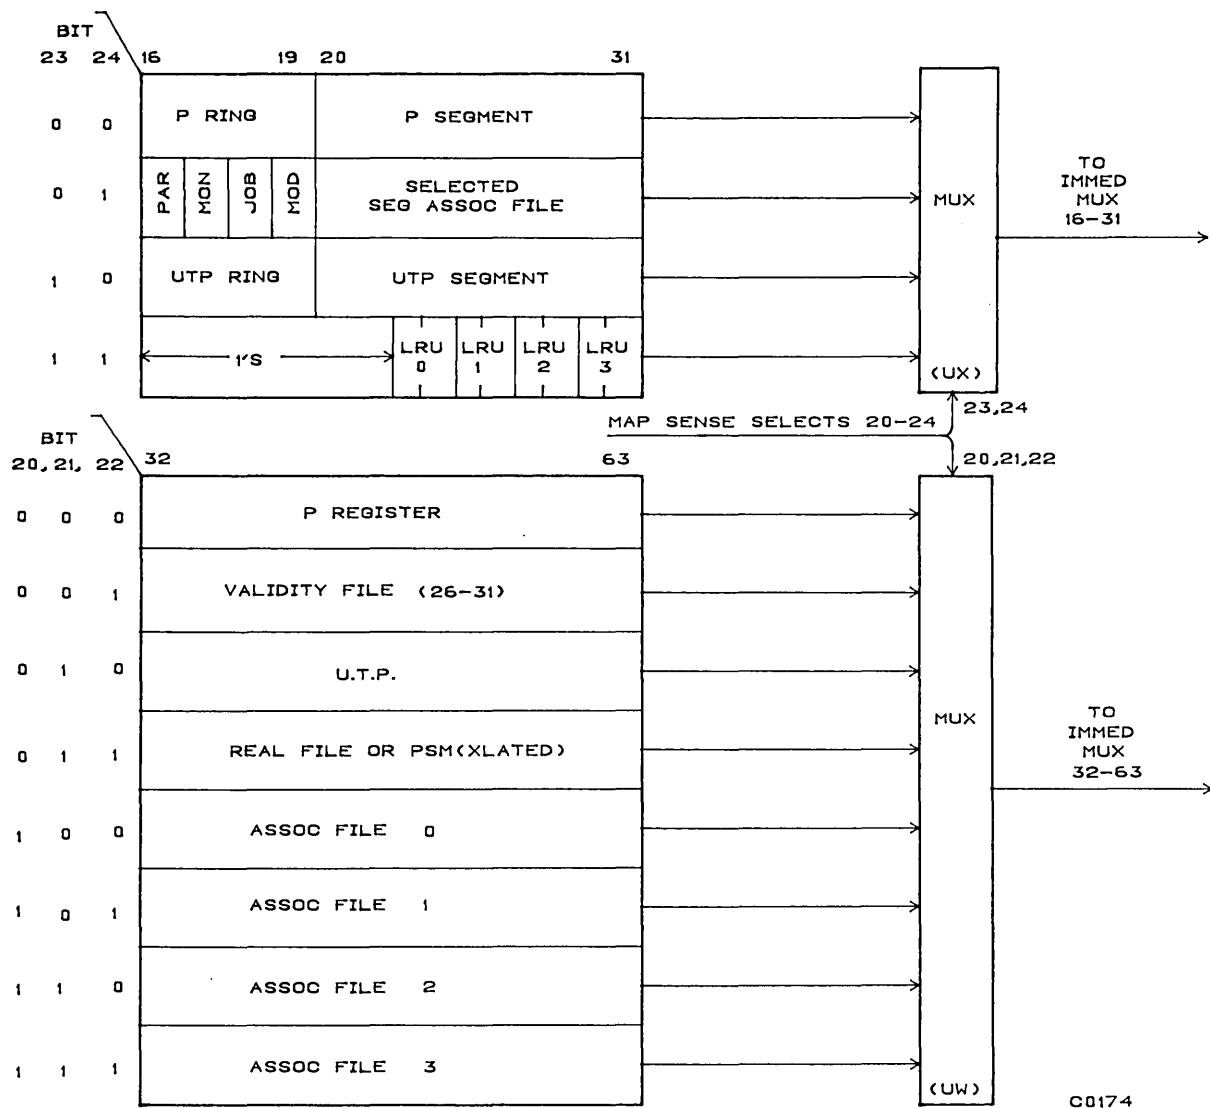 BIT
23 24 16 19 20 31
0 0 P RING P SEGMENT
0 1 PAR MON JOB MOD SELECTED
SEG ASSOC FILE
1 0 UTP RING UTP SEGMENT
1 1 1'S LRU 0 LRU 1 LRU 2 LRU 3
MUX
(UX)
TO
IMMED
MUX
16-31
MAP SENSE SELECTS 20-24
23,24
20,21,22
BIT
20,21, 22 32 63
0 0 0 P REGISTER
0 0 1 VALIDITY FILE (26-31)
0 1 0 U.T.P.
0 1 1 REAL FILE OR PSM(XLATED)
1 0 0 ASSOC FILE 0
1 0 1 ASSOC FILE 1
1 1 0 ASSOC FILE 2
1 1 1 ASSOC FILE 3
MUX
(UW)
TO
IMMED
MUX
32-63
C0174